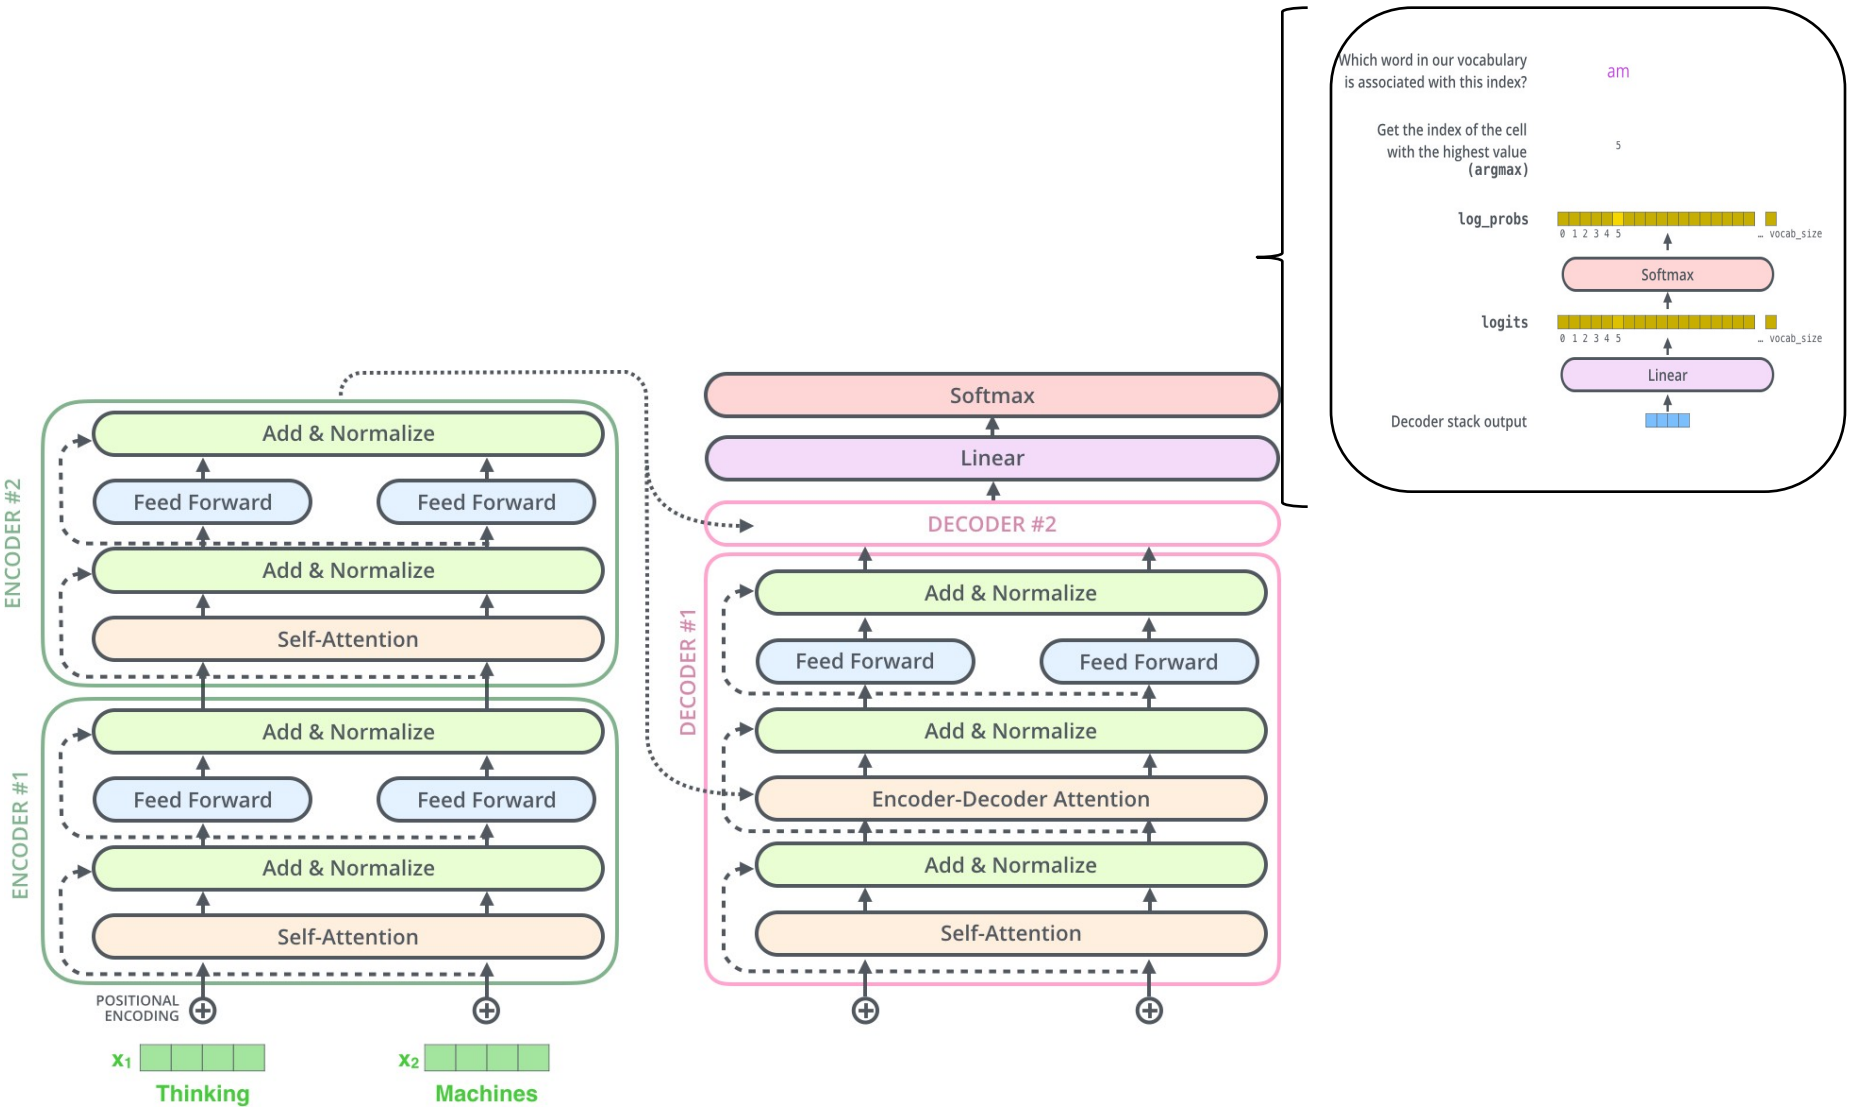 ENCODER #2
Add & Normalize
Feed Forward
Feed Forward
Add & Normalize
Self-Attention
ENCODER #1
Add & Normalize
Feed Forward
Feed Forward
Add & Normalize
Self-Attention
POSITIONAL
ENCODING
x1
x2
Thinking
Machines
Softmax
Linear
DECODER #2
DECODER #1
Add & Normalize
Feed Forward
Feed Forward
Add & Normalize
Encoder-Decoder Attention
Add & Normalize
Self-Attention
Which word in our vocabulary
is associated with this index?
am
Get the index of the cell
with the highest value
(argmax)
5
log_probs
0 1 2 3 4 5 … vocab_size
Softmax
logits
0 1 2 3 4 5 … vocab_size
Linear
Decoder stack output